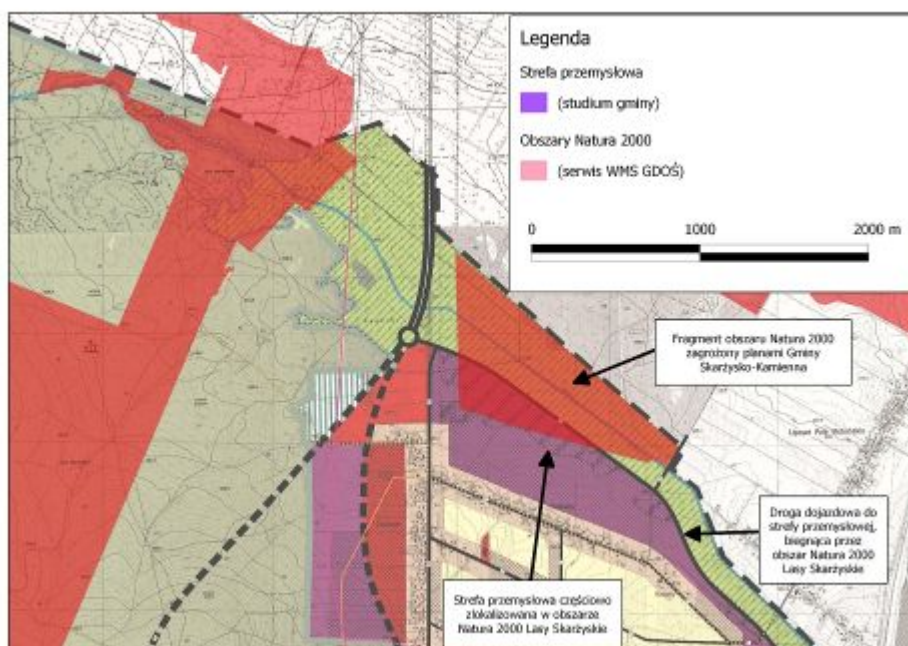 Legenda
Strefa przemysłowa
(studium gminy)
Obszary Natura 2000
(serwis WMS GDOŚ)
0 1000 2000 m
Fragment obszaru Natura 2000
zagrożony planami Gminy
Skarżysko-Kamienna
Droga dojazdowa do
strefy przemysłowej,
biegnąca przez
obszar Natura 2000
Lasy Skarżyskie
Strefa przemysłowa częściowo
zlokalizowana w obszarze
Natura 2000 Lasy Skarżyskie